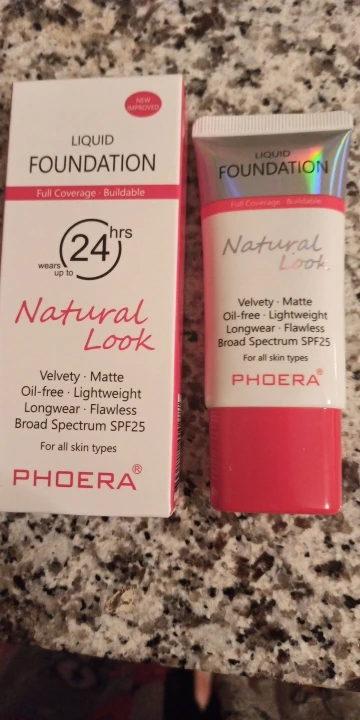 NEW
IMPROVED
LIQUID
FOUNDATION
Full Coverage · Buildable
24 hrs
wears
up to
Natural
Look
Velvety · Matte
Oil-free · Lightweight
Longwear · Flawless
Broad Spectrum SPF25
For all skin types
PHOERA®
LIQUID
FOUNDATION
Full Coverage · Buildable
Natural
Look
Velvety · Matte
Oil-free · Lightweight
Longwear · Flawless
Broad Spectrum SPF25
For all skin types
PHOERA®